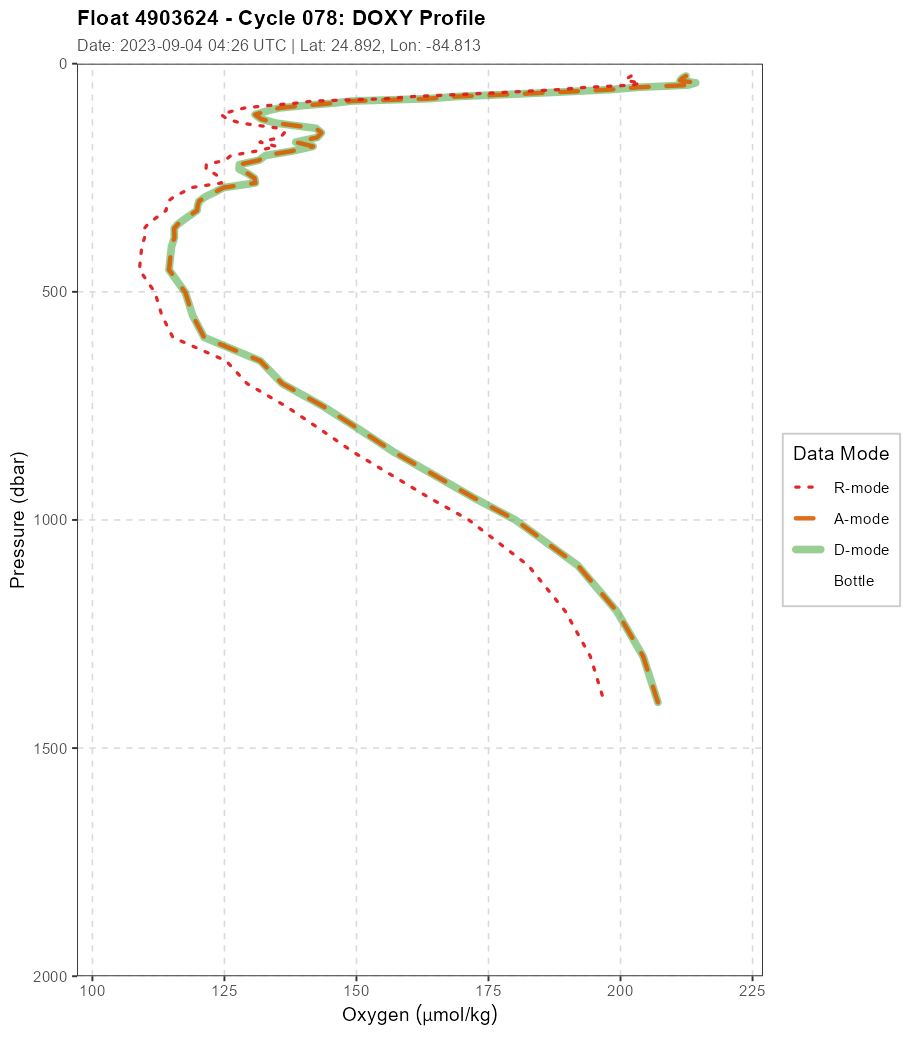 Float 4903624 - Cycle 078: DOXY Profile
Date: 2023-09-04 04:26 UTC | Lat: 24.892, Lon: -84.813
0
500
1000
1500
2000
Pressure (dbar)
100 125 150 175 200 225
Oxygen (μmol/kg)
Data Mode
R-mode
A-mode
D-mode
Bottle